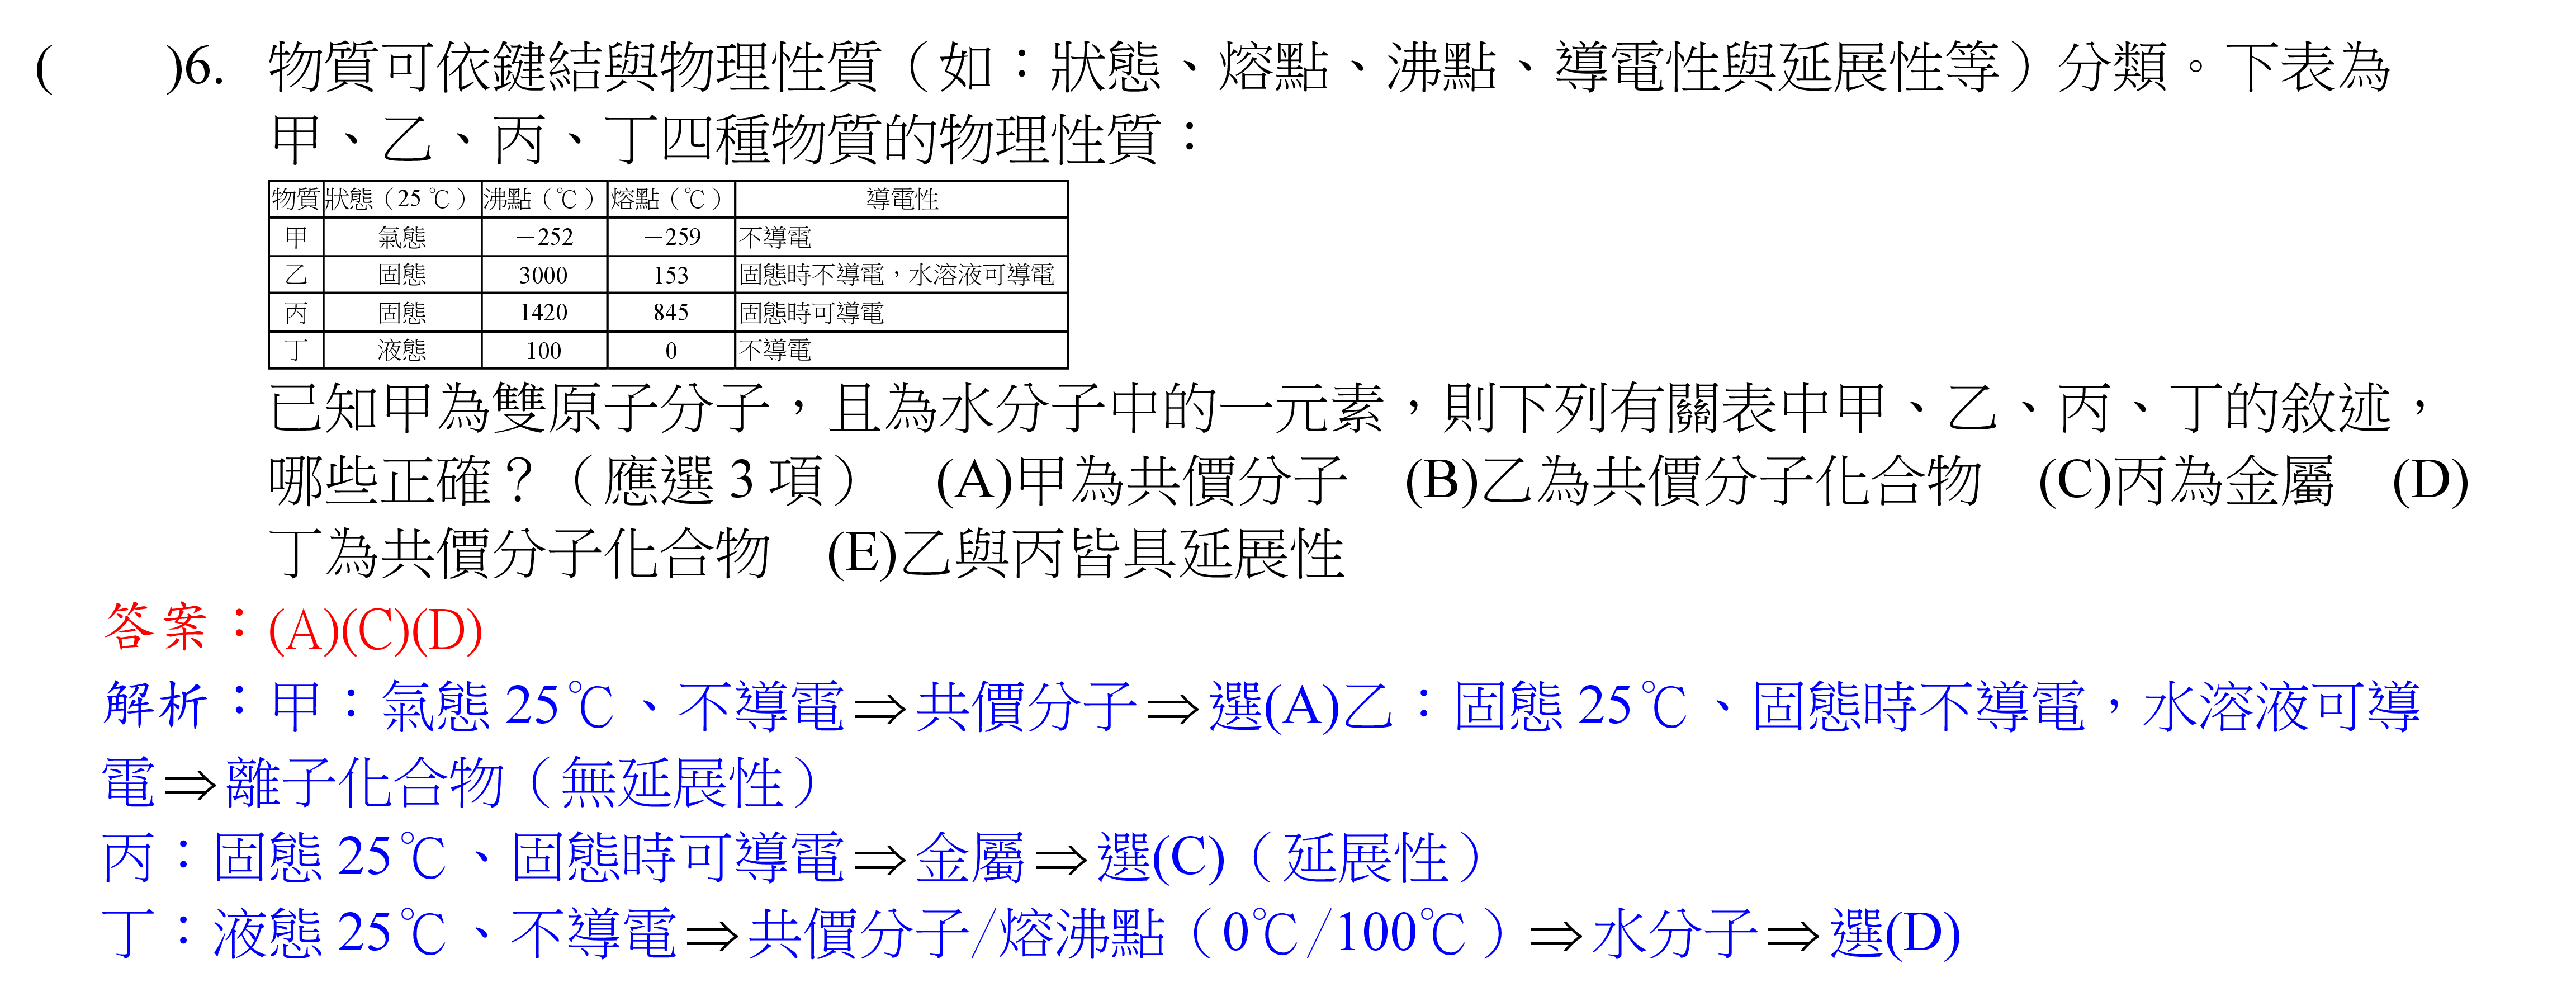 (　　)6. 物質可依鍵結與物理性質（如：狀態、熔點、沸點、導電性與延展性等）分類。下表為
甲、乙、丙、丁四種物質的物理性質：
物質 狀態（25 ℃） 沸點（℃） 熔點（℃） 導電性
甲 氣態 －252 －259 不導電
乙 固態 3000 153 固態時不導電，水溶液可導電
丙 固態 1420 845 固態時可導電
丁 液態 100 0 不導電
已知甲為雙原子分子，且為水分子中的一元素，則下列有關表中甲、乙、丙、丁的敘述，
哪些正確？（應選 3 項）　(A)甲為共價分子　(B)乙為共價分子化合物　(C)丙為金屬　(D)
丁為共價分子化合物　(E)乙與丙皆具延展性
答案：(A)(C)(D)
解析：甲：氣態 25℃、不導電⇒共價分子⇒選(A)乙：固態 25℃、固態時不導電，水溶液可導
電⇒離子化合物（無延展性）
丙：固態 25℃、固態時可導電⇒金屬⇒選(C)（延展性）
丁：液態 25℃、不導電⇒共價分子/熔沸點（0℃/100℃）⇒水分子⇒選(D)